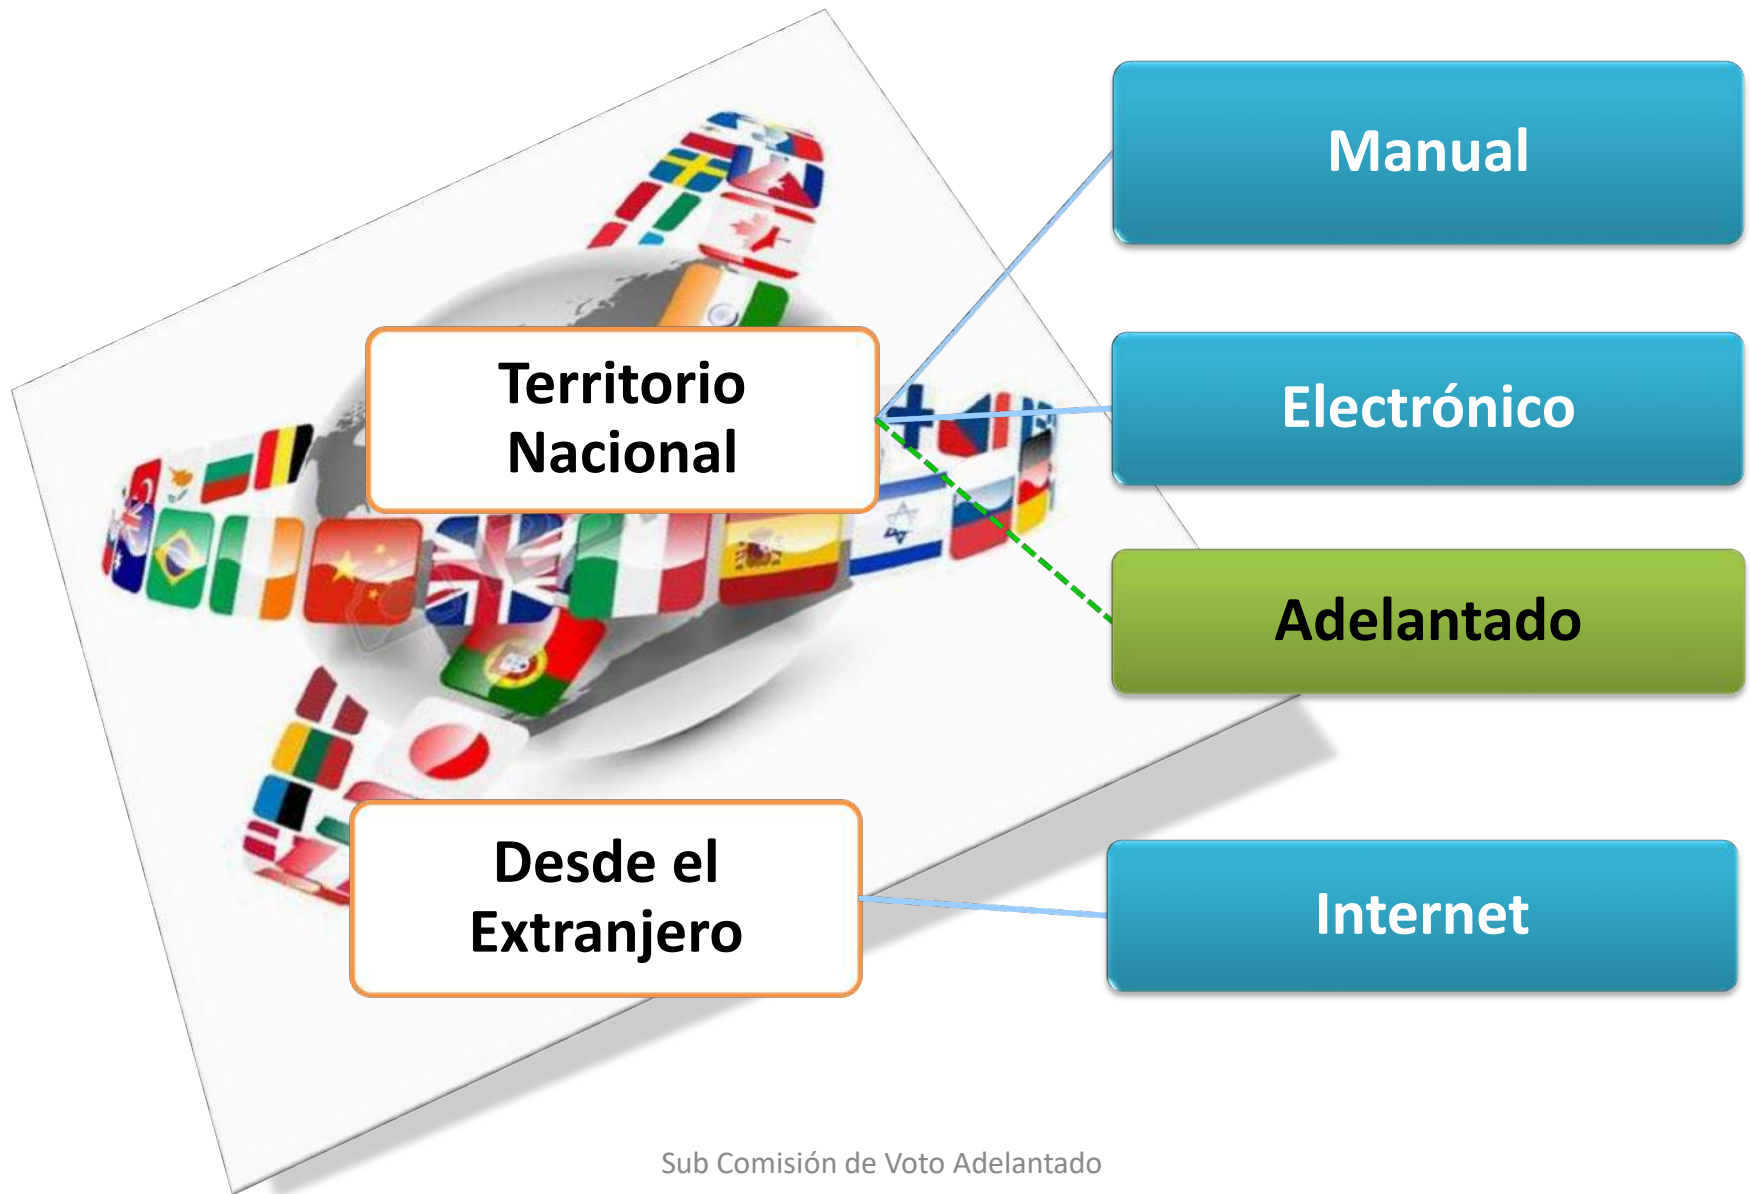 Manual
Territorio
Nacional
Electrónico
Adelantado
Desde el
Extranjero
Internet
Sub Comisión de Voto Adelantado